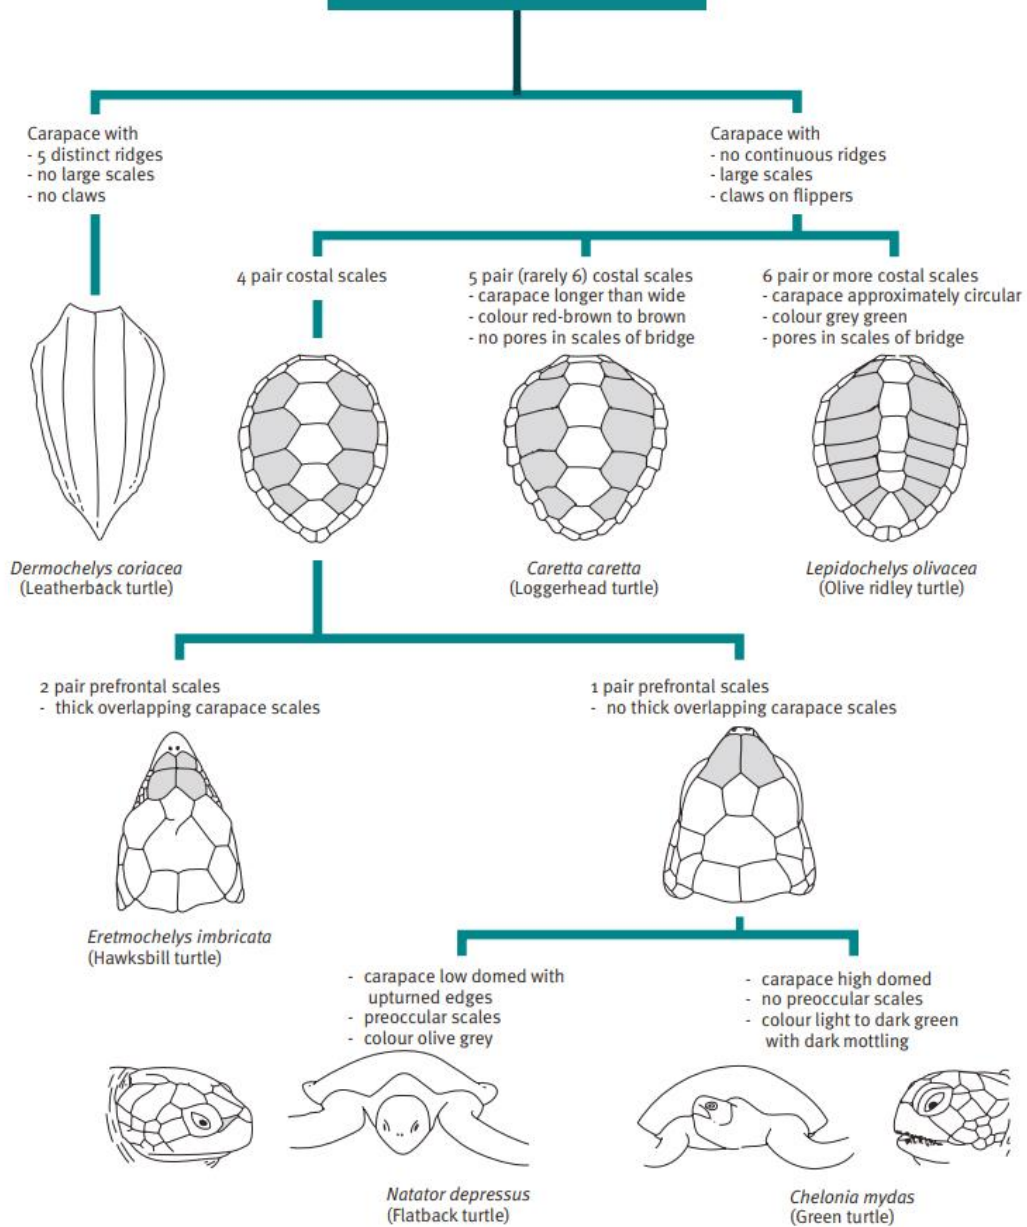 Carapace with
- 5 distinct ridges
- no large scales
- no claws
Carapace with
- no continuous ridges
- large scales
- claws on flippers
4 pair costal scales
5 pair (rarely 6) costal scales
- carapace longer than wide
- colour red-brown to brown
- no pores in scales of bridge
6 pair or more costal scales
- carapace approximately circular
- colour grey green
- pores in scales of bridge
Dermochelys coriacea
(Leatherback turtle)
Caretta caretta
(Loggerhead turtle)
Lepidochelys olivacea
(Olive ridley turtle)
2 pair prefrontal scales
- thick overlapping carapace scales
1 pair prefrontal scales
- no thick overlapping carapace scales
Eretmochelys imbricata
(Hawksbill turtle)
- carapace low domed with
upturned edges
- preoccular scales
- colour olive grey
- carapace high domed
- no preoccular scales
- colour light to dark green
with dark mottling
Natator depressus
(Flatback turtle)
Chelonia mydas
(Green turtle)